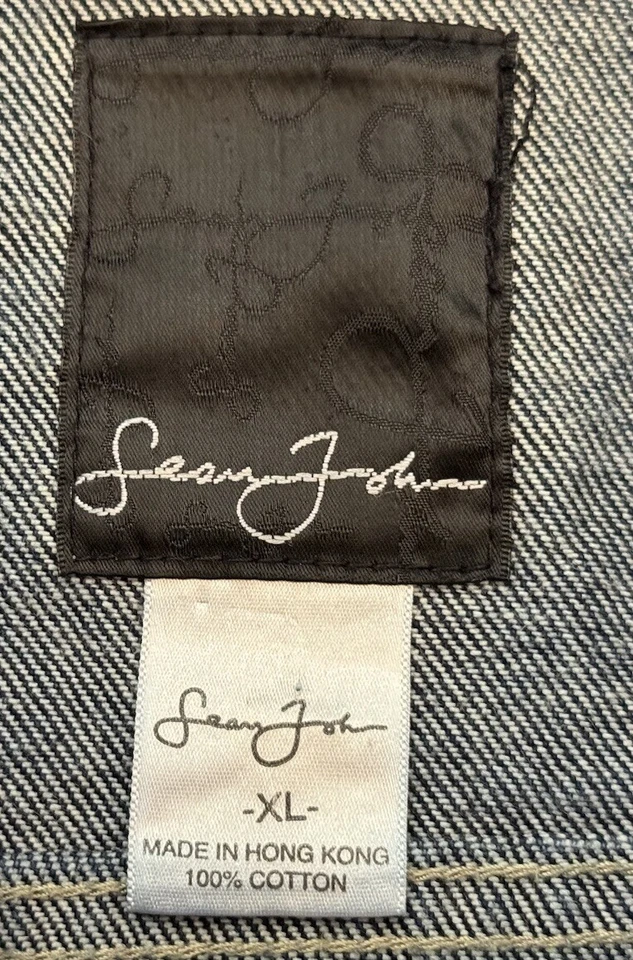 Sean John
Sean John
-XL-
MADE IN HONG KONG
100% COTTON